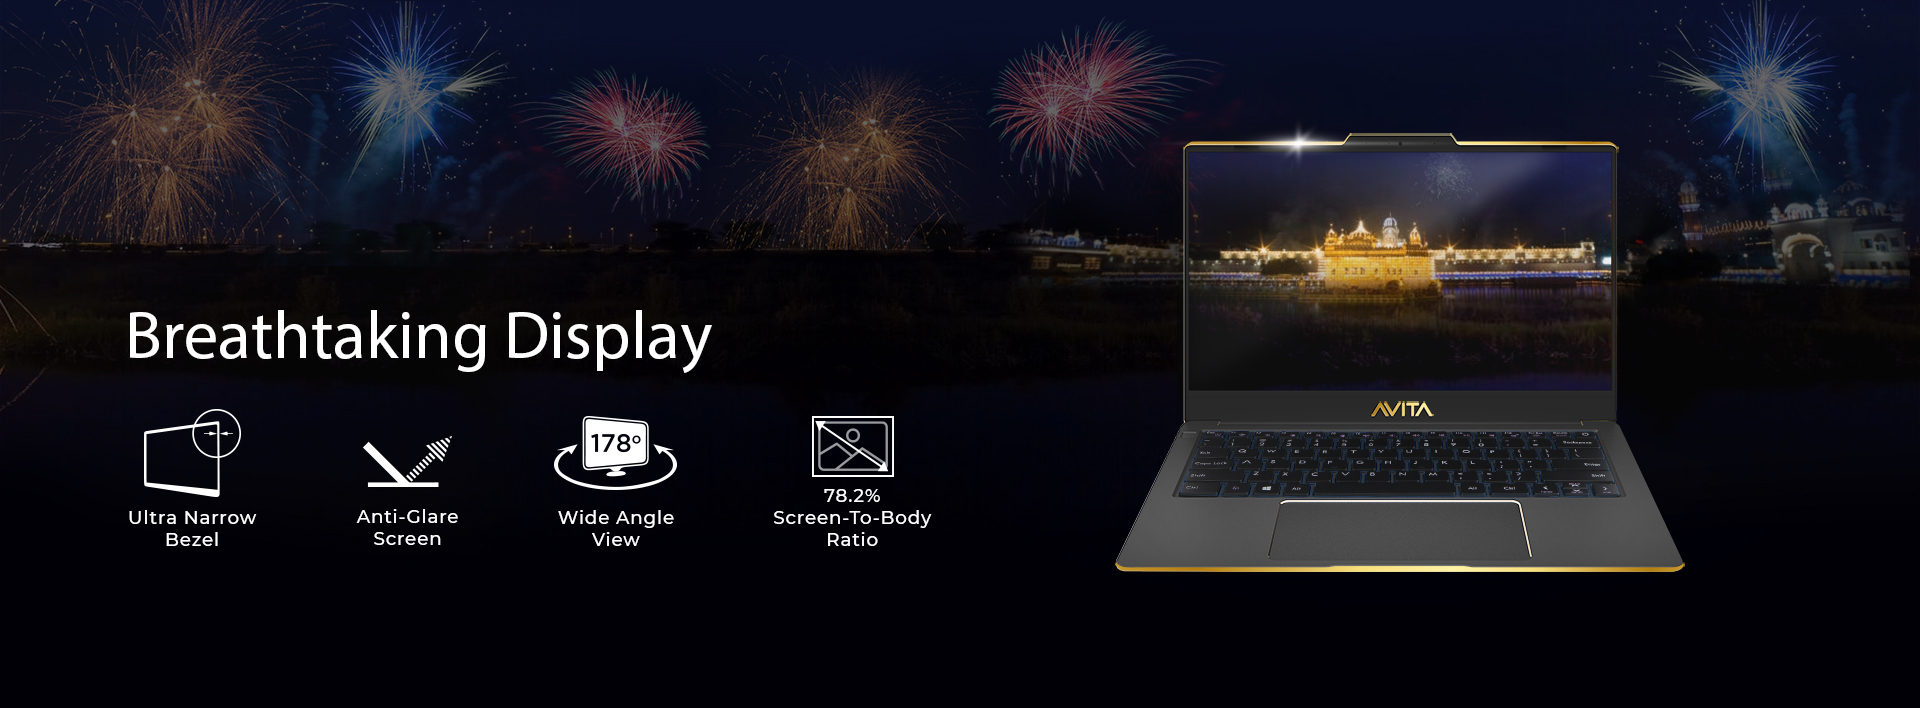 Breathtaking Display
178°
Ultra Narrow
Bezel
Anti-Glare
Screen
Wide Angle
View
78.2%
Screen-To-Body
Ratio
AVITA